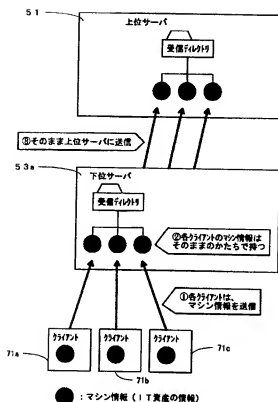 51
上位サーバ
受信ディレクトリ
③そのまま上位サーバに送信
53a
下位サーバ
受信ディレクトリ
②各クライアントのマシン情報は
そのままのかたちで持つ
①各クライアントは、
マシン情報を送信
クライアント
クライアント
クライアント
71a
71b
71c
：マシン情報（IT資産の情報）